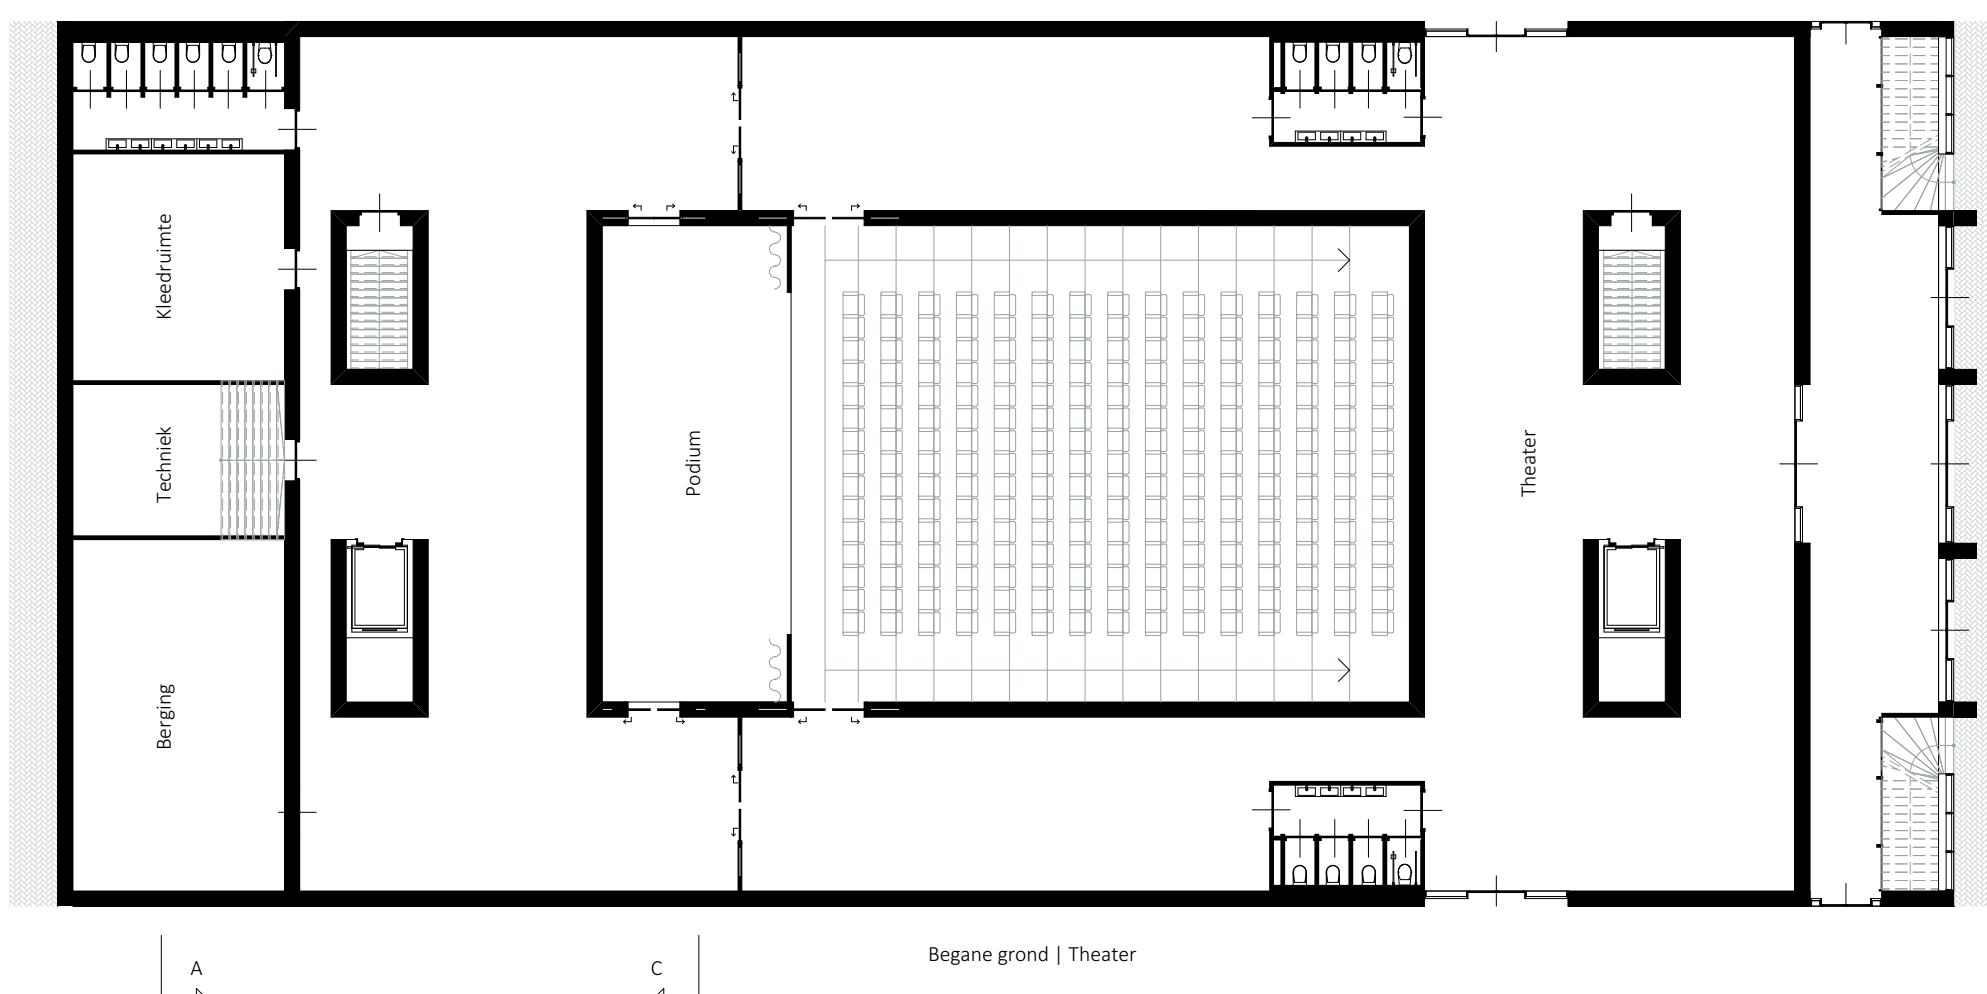 Kleedruimte
Techniek
Berging
Podium
Theater
Begane grond | Theater
A
C